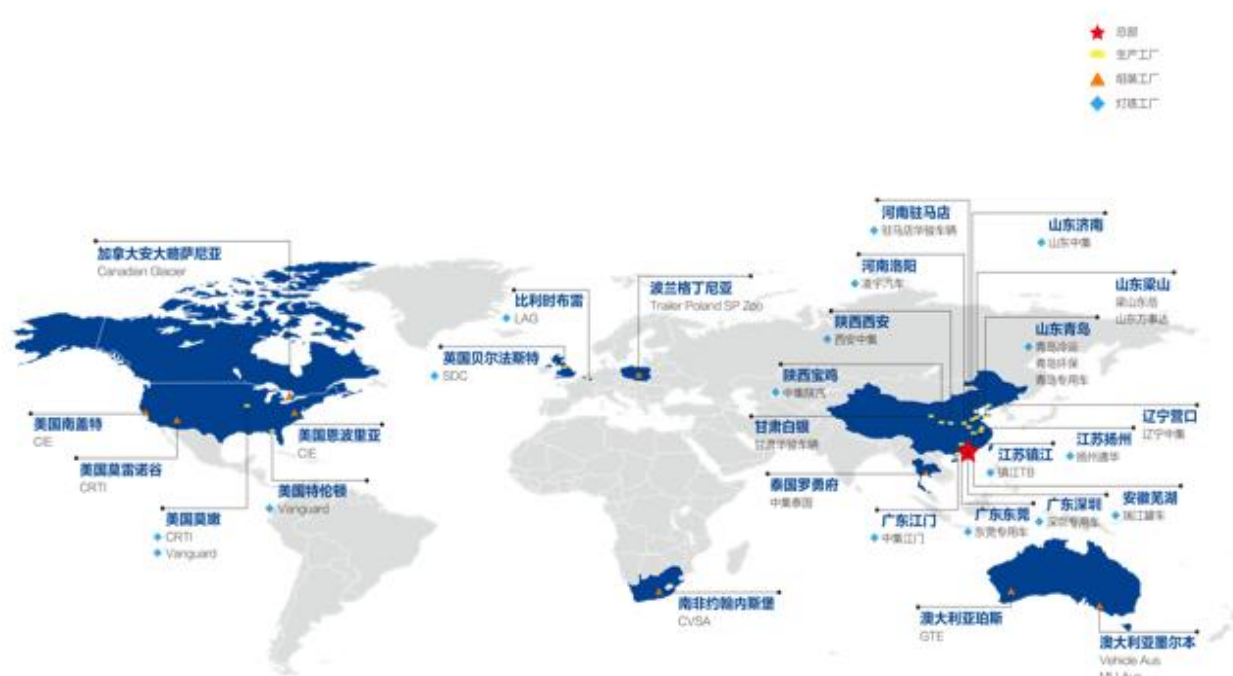 总部
生产工厂
组装工厂
灯塔工厂
加拿大安大略萨尼亚
Canadian Glacier
美国南盖特
CIE
美国莫雷诺谷
CRTI
美国莫嫩
CRTI
Vanguard
美国特伦顿
Vanguard
美国恩波里亚
CIE
英国贝尔法斯特
SDC
比利时布雷
LAG
波兰格丁尼亚
Trailer Poland SP Zoo
南非约翰内斯堡
CVSA
河南驻马店
驻马店华骏车辆
河南洛阳
凌宇汽车
陕西西安
西安中集
陕西宝鸡
中集陕汽
甘肃白银
甘肃华骏车辆
泰国罗勇府
中集泰国
山东济南
山东中集
山东梁山
梁山东岳
山东万事达
山东青岛
青岛冷运
青岛环保
青岛专用车
辽宁营口
辽宁中集
江苏扬州
扬州通华
江苏镇江
镇江TB
安徽芜湖
瑞江罐车
广东深圳
深圳专用车
广东东莞
东莞专用车
广东江门
中集江门
澳大利亚珀斯
GTE
澳大利亚墨尔本
Vehicle Aus